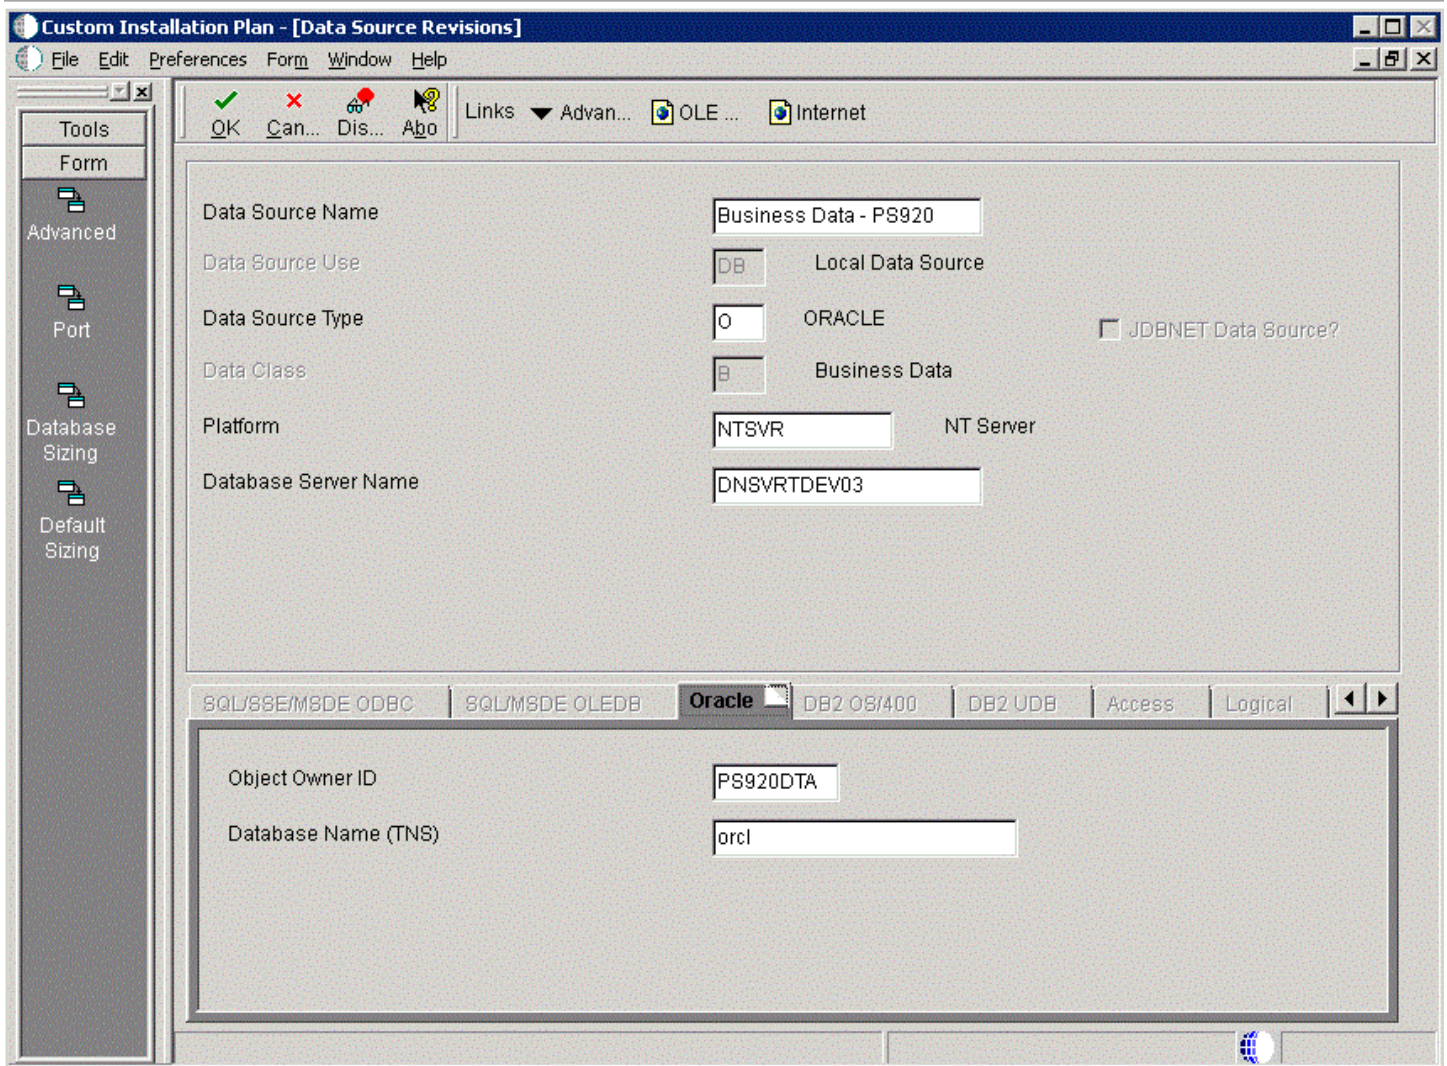 Custom Installation Plan - [Data Source Revisions]
File Edit Preferences Form Window Help
OK Can... Dis... Abo Links Advan... OLE ... Internet
Tools
Form
Advanced
Port
Database
Sizing
Default
Sizing
Data Source Name Business Data - PS920
Data Source Use DB Local Data Source
Data Source Type O ORACLE JDBNET Data Source?
Data Class B Business Data
Platform NTSVR NT Server
Database Server Name DNSVRTDEV03
SQL/SSE/MSDE ODBC SQL/MSDE OLEDB Oracle DB2 OS/400 DB2 UDB Access Logical
Object Owner ID PS920DTA
Database Name (TNS) orcl